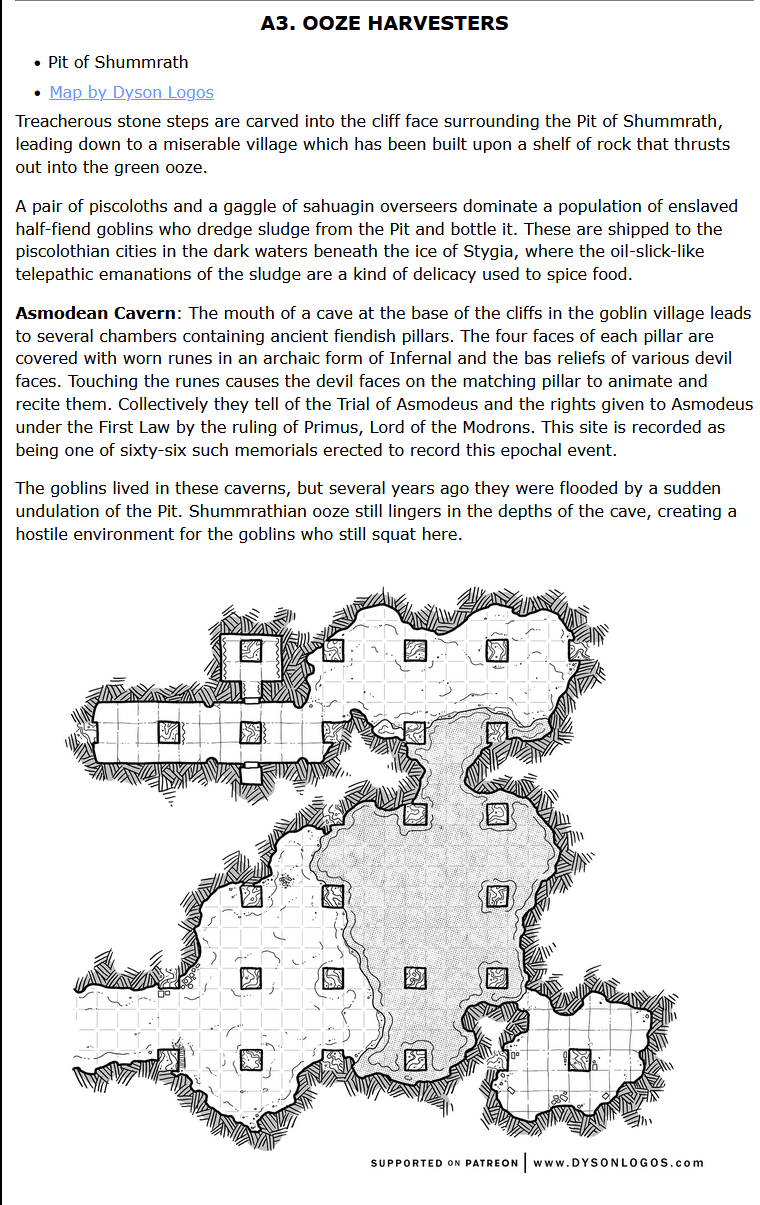 A3. OOZE HARVESTERS
• Pit of Shummrath
• Map by Dyson Logos
Treacherous stone steps are carved into the cliff face surrounding the Pit of Shummrath,
leading down to a miserable village which has been built upon a shelf of rock that thrusts
out into the green ooze.
A pair of piscoloths and a gaggle of sahuagin overseers dominate a population of enslaved
half-fiend goblins who dredge sludge from the Pit and bottle it. These are shipped to the
piscolothian cities in the dark waters beneath the ice of Stygia, where the oil-slick-like
telepathic emanations of the sludge are a kind of delicacy used to spice food.
Asmodean Cavern: The mouth of a cave at the base of the cliffs in the goblin village leads
to several chambers containing ancient fiendish pillars. The four faces of each pillar are
covered with worn runes in an archaic form of Infernal and the bas reliefs of various devil
faces. Touching the runes causes the devil faces on the matching pillar to animate and
recite them. Collectively they tell of the Trial of Asmodeus and the rights given to Asmodeus
under the First Law by the ruling of Primus, Lord of the Modrons. This site is recorded as
being one of sixty-six such memorials erected to record this epochal event.
The goblins lived in these caverns, but several years ago they were flooded by a sudden
undulation of the Pit. Shummrathian ooze still lingers in the depths of the cave, creating a
hostile environment for the goblins who still squat here.
SUPPORTED ON PATREON | www.DYSONLOGOS.com